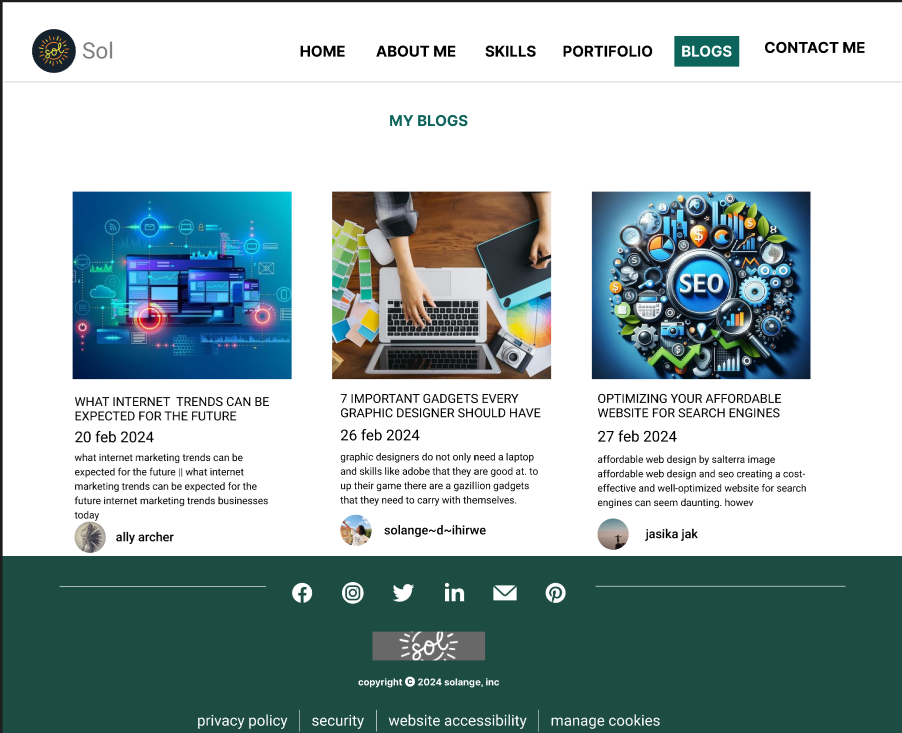 sol Sol HOME ABOUT ME SKILLS PORTIFOLIO BLOGS CONTACT ME
MY BLOGS
SEO
WHAT INTERNET TRENDS CAN BE
EXPECTED FOR THE FUTURE
20 feb 2024
what internet marketing trends can be
expected for the future || what internet
marketing trends can be expected for the
future internet marketing trends businesses
today
ally archer
7 IMPORTANT GADGETS EVERY
GRAPHIC DESIGNER SHOULD HAVE
26 feb 2024
graphic designers do not only need a laptop
and skills like adobe that they are good at. to
up their game there are a gazillion gadgets
that they need to carry with themselves.
solange~d~ihirwe
OPTIMIZING YOUR AFFORDABLE
WEBSITE FOR SEARCH ENGINES
27 feb 2024
affordable web design by salterra image
affordable web design and seo creating a cost-
effective and well-optimized website for search
engines can seem daunting. howev
jasika jak
sol
copyright © 2024 solange, inc
privacy policy | security | website accessibility | manage cookies